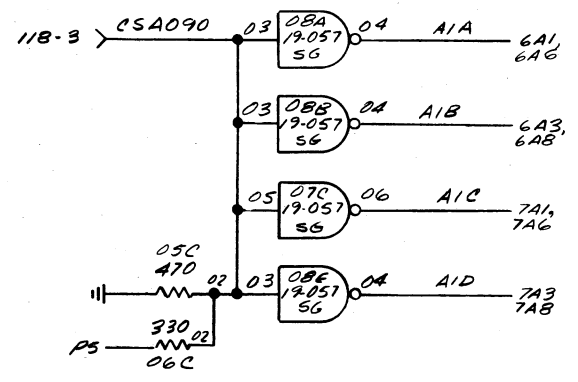 118-3 CSA090 03 08A 04 A1A 6A1,
19-057 6A6
SG
03 08B 04 A1B 6A3,
19-057 6A8
SG
05 07C 06 A1C 7A1,
19-057 7A6
SG
05C
470 02 03 08E 04 A1D 7A3
19-057 7A8
SG
330 02
P5
06C